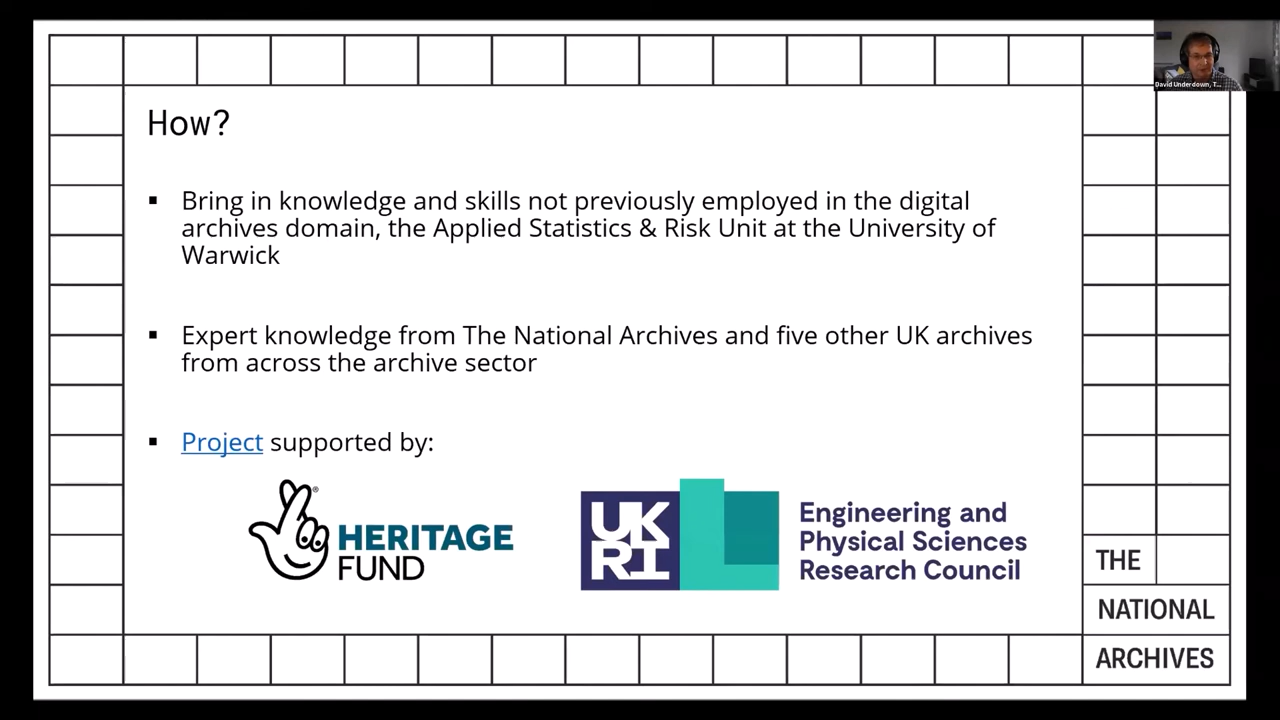 How?
Bring in knowledge and skills not previously employed in the digital
archives domain, the Applied Statistics & Risk Unit at the University of
Warwick
Expert knowledge from The National Archives and five other UK archives
from across the archive sector
Project supported by:
HERITAGE
FUND
UK
RI
Engineering and
Physical Sciences
Research Council
THE
NATIONAL
ARCHIVES
David Underdown, T...